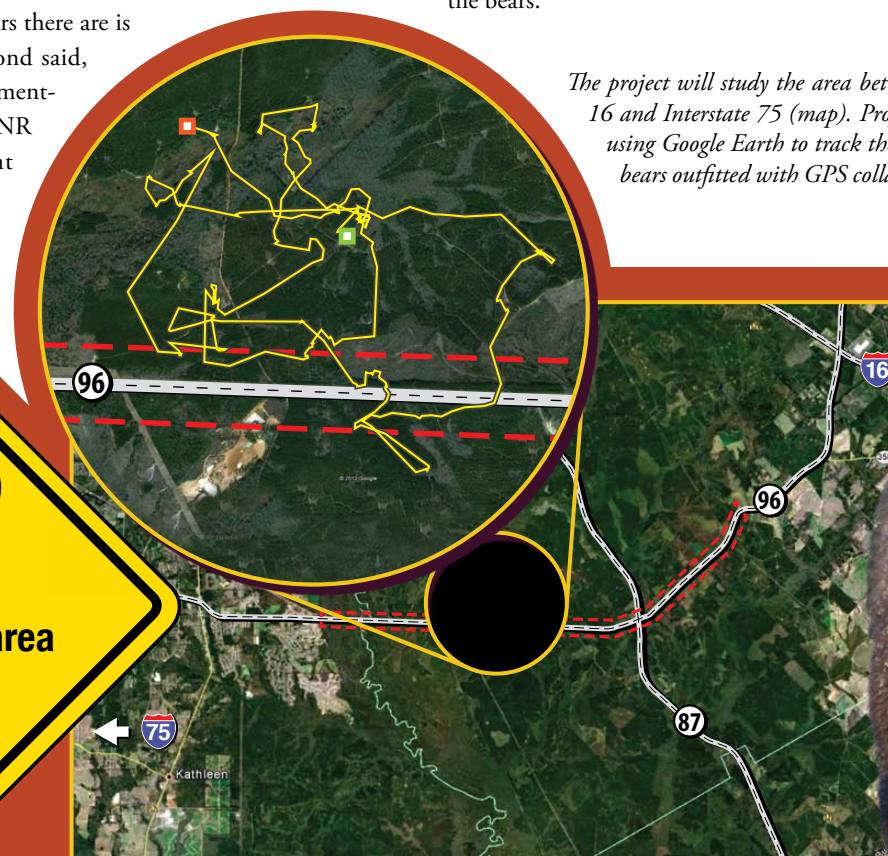 rs there are is
ond said,
ment-
NR
nt
the bears.
The project will study the area bet
16 and Interstate 75 (map). Pro
using Google Earth to track th
bears outfitted with GPS colla
96
© 2012 Google
16
96
area
75
Kathleen
87